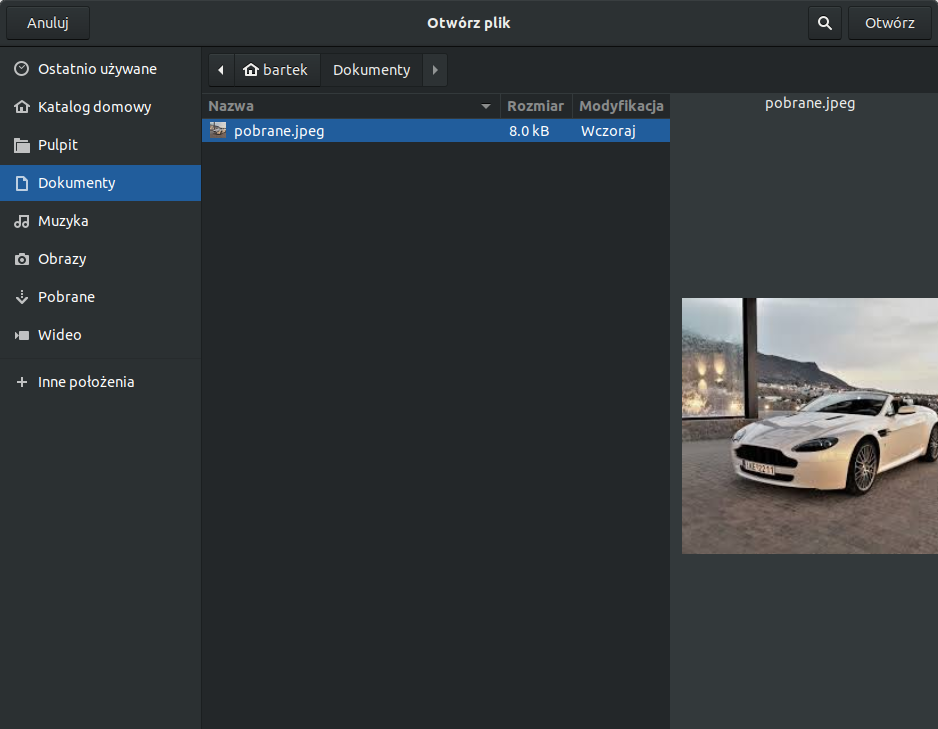 Anuluj
Otwórz plik
Otwórz
Ostatnio używane
Katalog domowy
Pulpit
Dokumenty
Muzyka
Obrazy
Pobrane
Wideo
Inne położenia
bartek
Dokumenty
Nazwa Rozmiar Modyfikacja
pobrane.jpeg 8.0 kB Wczoraj
pobrane.jpeg